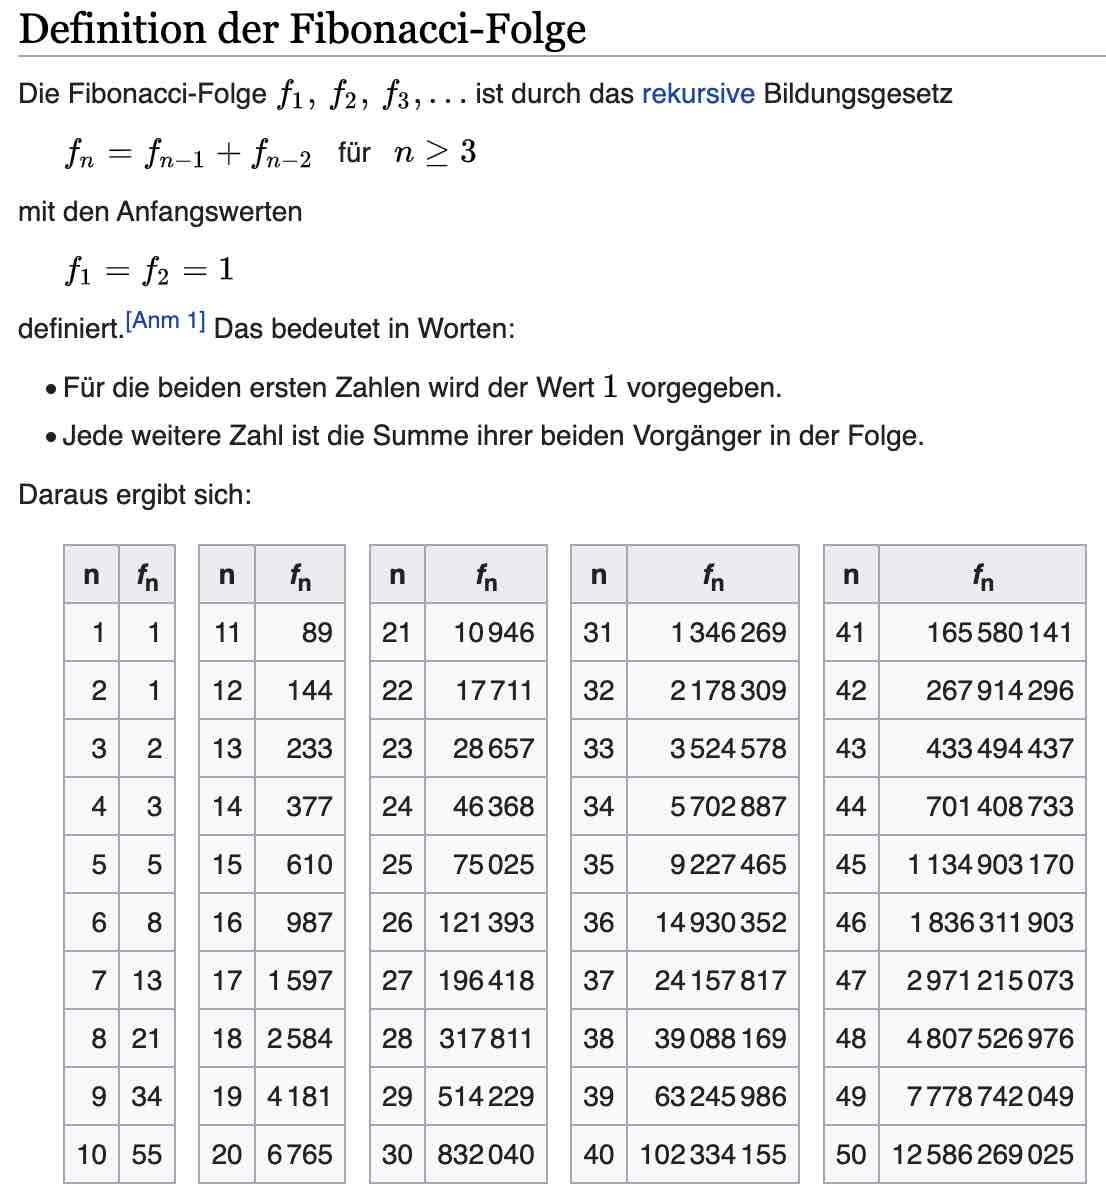 Definition der Fibonacci-Folge
Die Fibonacci-Folge f₁, f₂, f₃, . . . ist durch das rekursive Bildungsgesetz
fₙ = fₙ₋₁ + fₙ₋₂ für n ≥ 3
mit den Anfangswerten
f₁ = f₂ = 1
definiert.[Anm 1] Das bedeutet in Worten:
• Für die beiden ersten Zahlen wird der Wert 1 vorgegeben.
• Jede weitere Zahl ist die Summe ihrer beiden Vorgänger in der Folge.
Daraus ergibt sich:
n fₙ n fₙ n fₙ n fₙ n fₙ
1 1 11 89 21 10 946 31 1 346 269 41 165 580 141
2 1 12 144 22 17 711 32 2 178 309 42 267 914 296
3 2 13 233 23 28 657 33 3 524 578 43 433 494 437
4 3 14 377 24 46 368 34 5 702 887 44 701 408 733
5 5 15 610 25 75 025 35 9 227 465 45 1 134 903 170
6 8 16 987 26 121 393 36 14 930 352 46 1 836 311 903
7 13 17 1 597 27 196 418 37 24 157 817 47 2 971 215 073
8 21 18 2 584 28 317 811 38 39 088 169 48 4 807 526 976
9 34 19 4 181 29 514 229 39 63 245 986 49 7 778 742 049
10 55 20 6 765 30 832 040 40 102 334 155 50 12 586 269 025